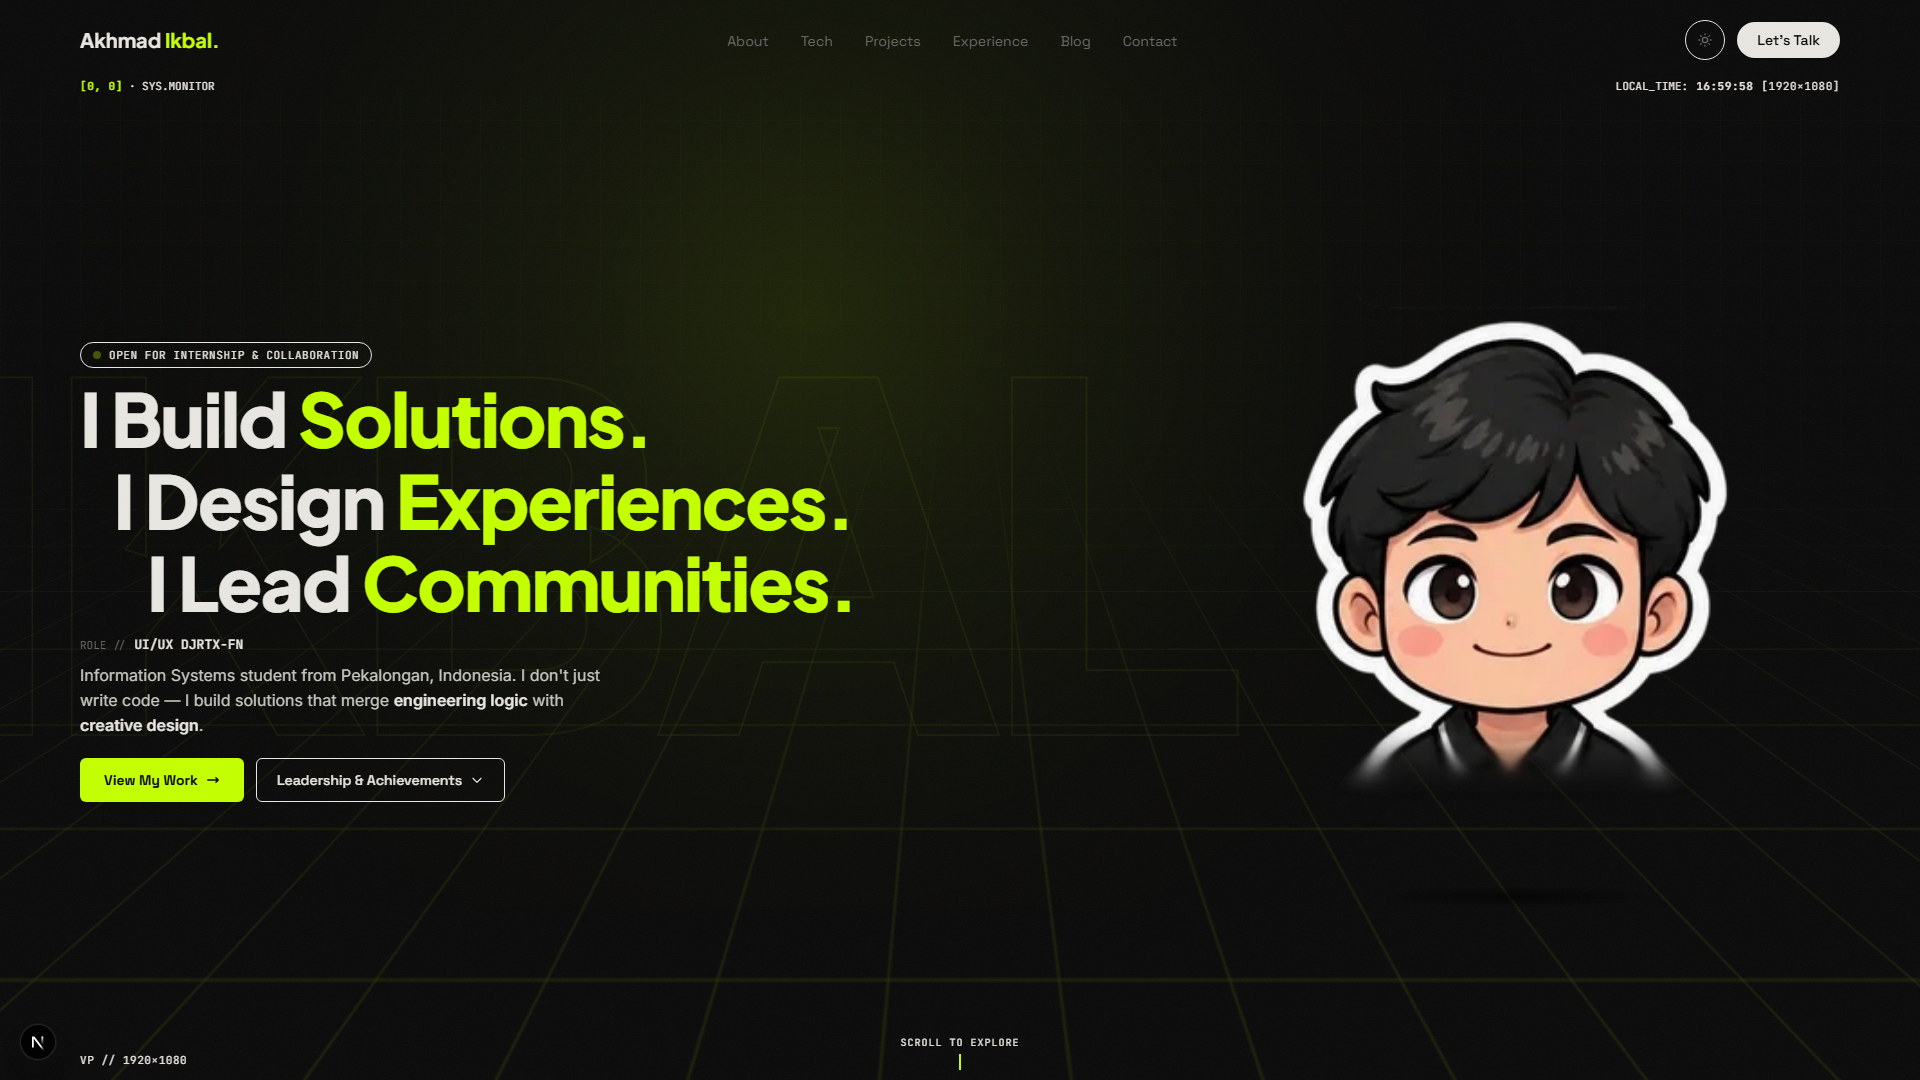 Akhmad Ikbal.
About Tech Projects Experience Blog Contact
Let's Talk
[0, 0] · SYS.MONITOR
LOCAL_TIME: 16:59:58 [1920×1080]
OPEN FOR INTERNSHIP & COLLABORATION
IKBAL
I Build Solutions.
I Design Experiences.
I Lead Communities.
ROLE // UI/UX DJRTX-FN
Information Systems student from Pekalongan, Indonesia. I don't just
write code — I build solutions that merge engineering logic with
creative design.
View My Work →
Leadership & Achievements
SCROLL TO EXPLORE
N
VP // 1920×1080